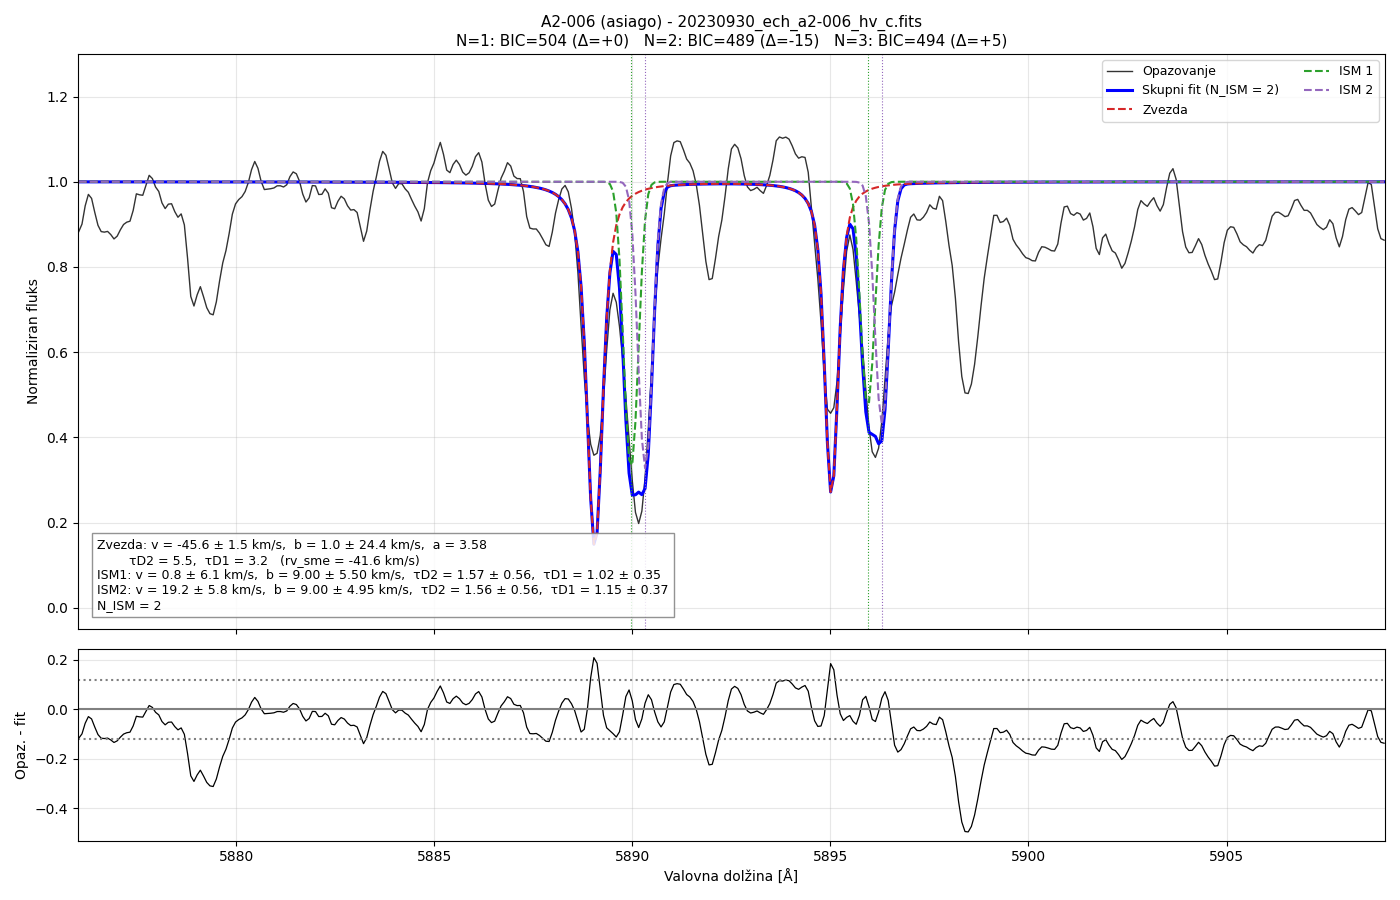 A2-006 (asiago) - 20230930_ech_a2-006_hv_c.fits
N=1: BIC=504 (Δ=+0)   N=2: BIC=489 (Δ=-15)   N=3: BIC=494 (Δ=+5)
Opazovanje
Skupni fit (N_ISM = 2)
Zvezda
ISM 1
ISM 2
Normaliziran fluks
1.2
1.0
0.8
0.6
0.4
0.2
0.0
Zvezda: v = -45.6 ± 1.5 km/s,  b = 1.0 ± 24.4 km/s,  a = 3.58
τD2 = 5.5,  τD1 = 3.2   (rv_sme = -41.6 km/s)
ISM1: v = 0.8 ± 6.1 km/s,  b = 9.00 ± 5.50 km/s,  τD2 = 1.57 ± 0.56,  τD1 = 1.02 ± 0.35
ISM2: v = 19.2 ± 5.8 km/s,  b = 9.00 ± 4.95 km/s,  τD2 = 1.56 ± 0.56,  τD1 = 1.15 ± 0.37
N_ISM = 2
Opaz. - fit
0.2
0.0
−0.2
−0.4
5880
5885
5890
5895
5900
5905
Valovna dolžina [Å]